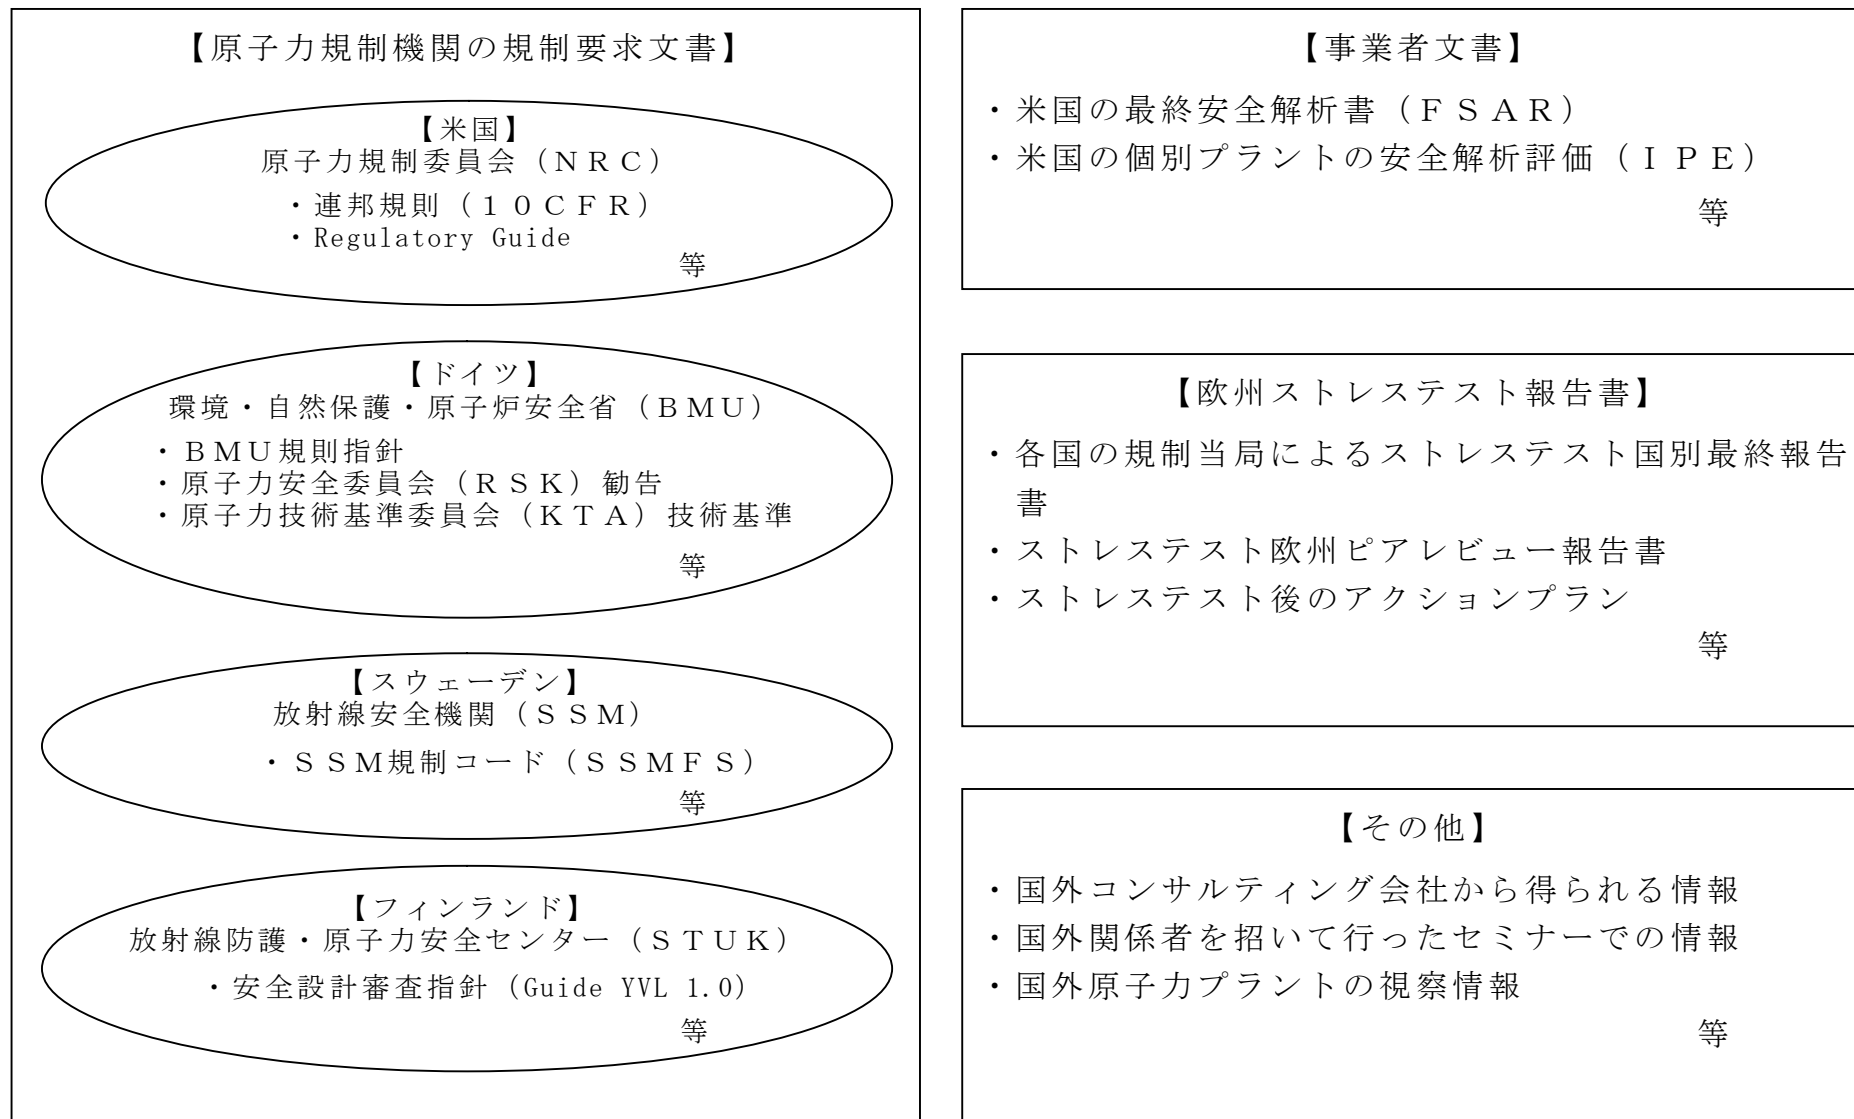 【原子力規制機関の規制要求文書】
【米国】
原子力規制委員会（ＮＲＣ）
・連邦規則（１０ＣＦＲ）
・Regulatory Guide
等
【ドイツ】
環境・自然保護・原子炉安全省（ＢＭＵ）
・ＢＭＵ規則指針
・原子力安全委員会（ＲＳＫ）勧告
・原子力技術基準委員会（ＫＴＡ）技術基準
等
【スウェーデン】
放射線安全機関（ＳＳＭ）
・ＳＳＭ規制コード（ＳＳＭＦＳ）
等
【フィンランド】
放射線防護・原子力安全センター（ＳＴＵＫ）
・安全設計審査指針（Guide YVL 1.0）
等
【事業者文書】
・米国の最終安全解析書（ＦＳＡＲ）
・米国の個別プラントの安全解析評価（ＩＰＥ）
等
【欧州ストレステスト報告書】
・各国の規制当局によるストレステスト国別最終報告
書
・ストレステスト欧州ピアレビュー報告書
・ストレステスト後のアクションプラン
等
【その他】
・国外コンサルティング会社から得られる情報
・国外関係者を招いて行ったセミナーでの情報
・国外原子力プラントの視察情報
等